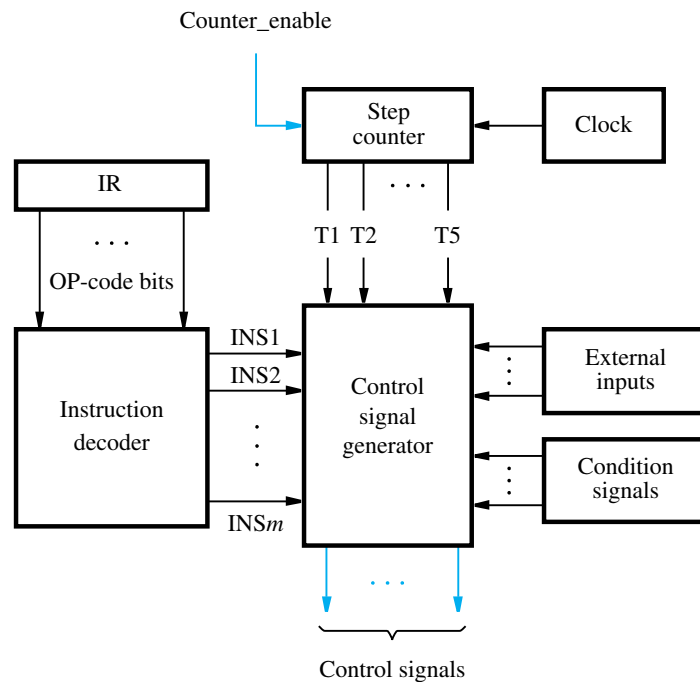 Counter_enable
Step
counter
Clock
IR
. . .
. . .
T1 T2 T5
OP-code bits
INS1
INS2
INSm
Instruction
decoder
Control
signal
generator
External
inputs
Condition
signals
. . .
Control signals